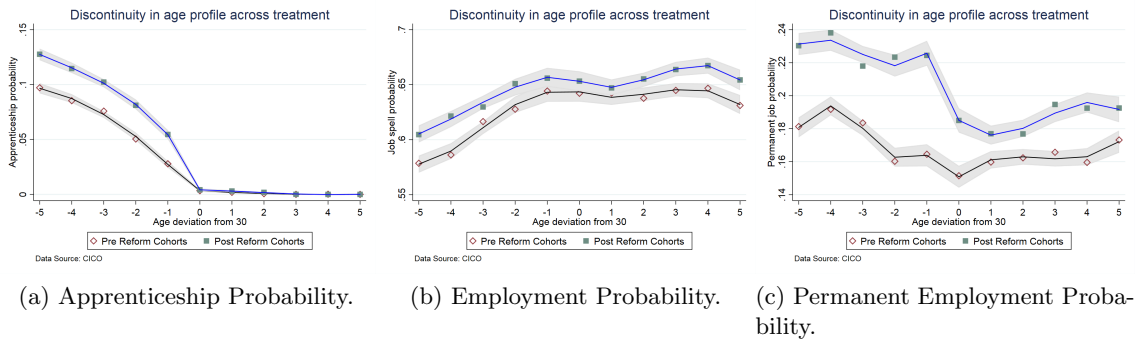 Discontinuity in age profile across treatment
Apprenticeship probability
.15
.1
.05
0
-5 -4 -3 -2 -1 0 1 2 3 4 5
Age deviation from 30
Pre Reform Cohorts Post Reform Cohorts
Data Source: CICO
(a) Apprenticeship Probability.
Discontinuity in age profile across treatment
Job spell probability
.7
.65
.6
.55
-5 -4 -3 -2 -1 0 1 2 3 4 5
Age deviation from 30
Pre Reform Cohorts Post Reform Cohorts
Data Source: CICO
(b) Employment Probability.
Discontinuity in age profile across treatment
Permanent job probability
.24
.22
.2
.18
.16
.14
-5 -4 -3 -2 -1 0 1 2 3 4 5
Age deviation from 30
Pre Reform Cohorts Post Reform Cohorts
Data Source: CICO
(c) Permanent Employment Proba-
bility.